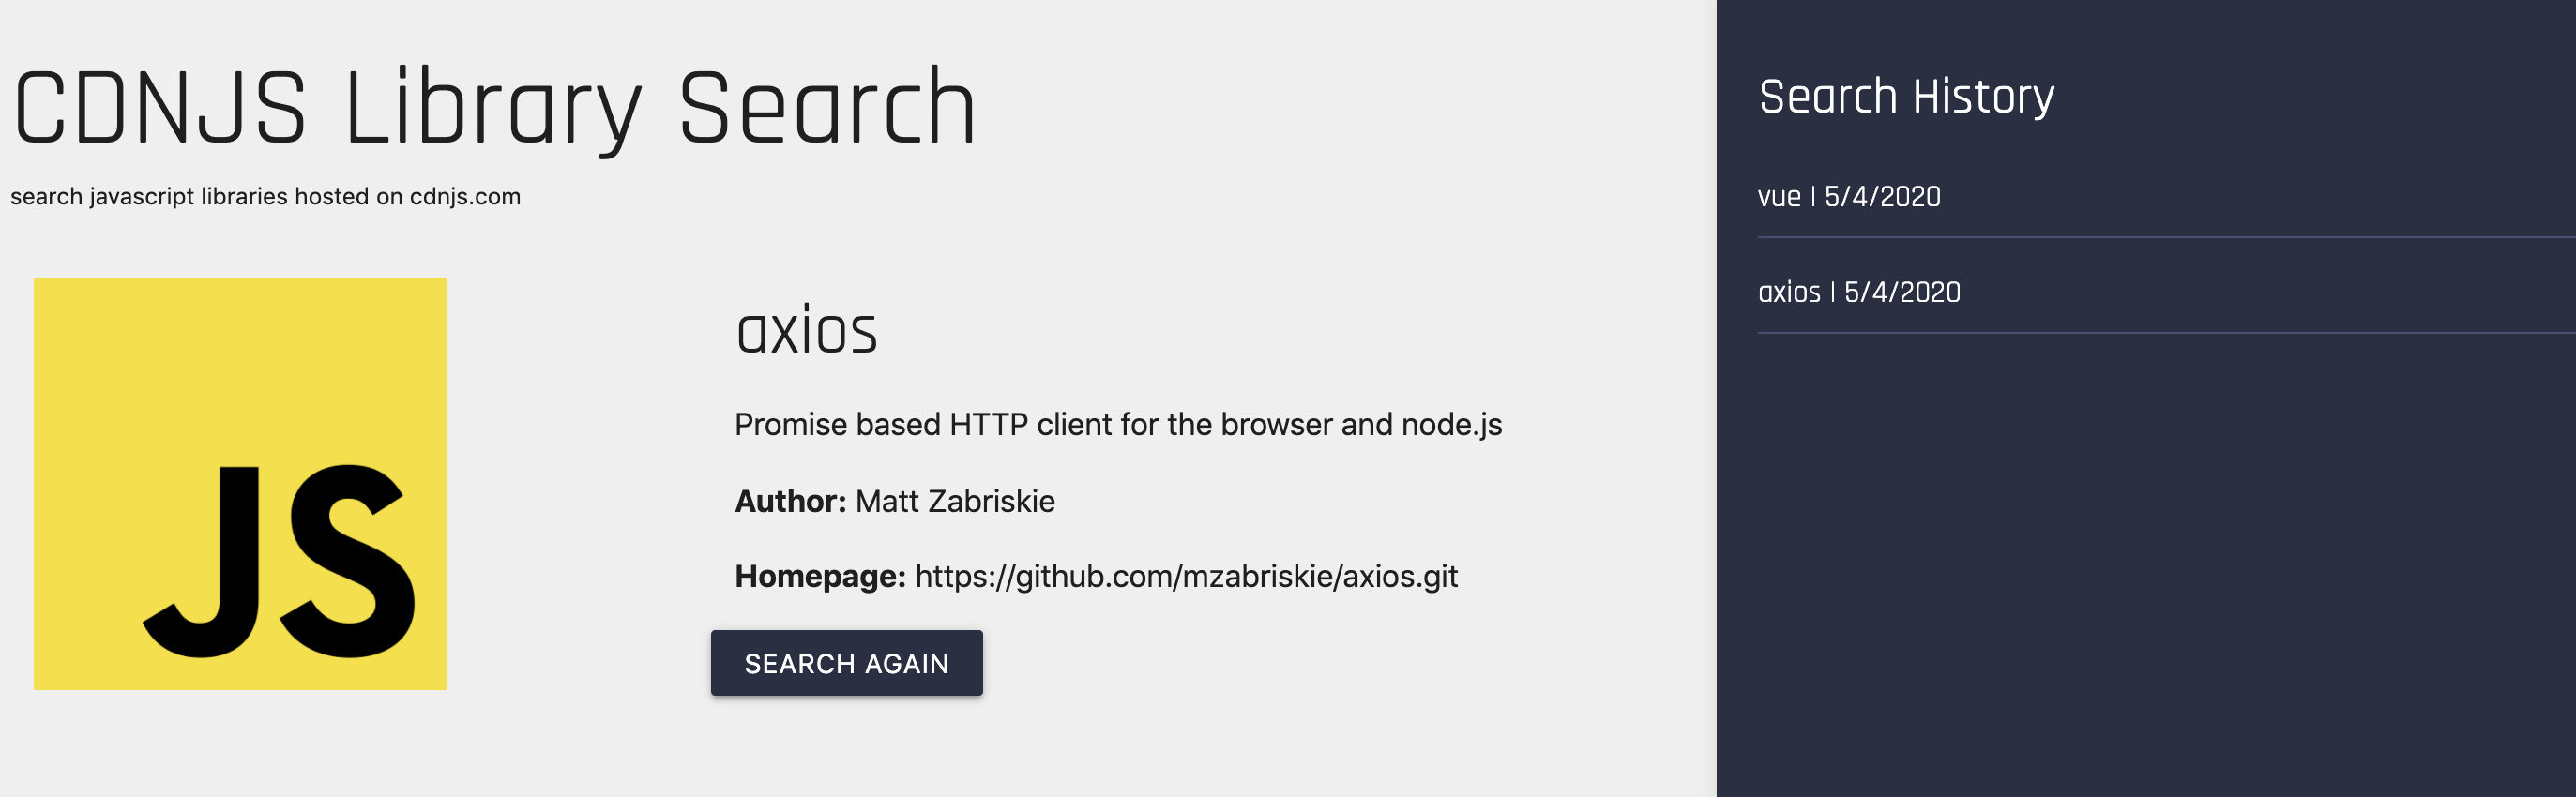 CDNJS Library Search
search javascript libraries hosted on cdnjs.com
JS
axios
Promise based HTTP client for the browser and node.js
Author: Matt Zabriskie
Homepage: https://github.com/mzabriskie/axios.git
SEARCH AGAIN
Search History
vue | 5/4/2020
axios | 5/4/2020